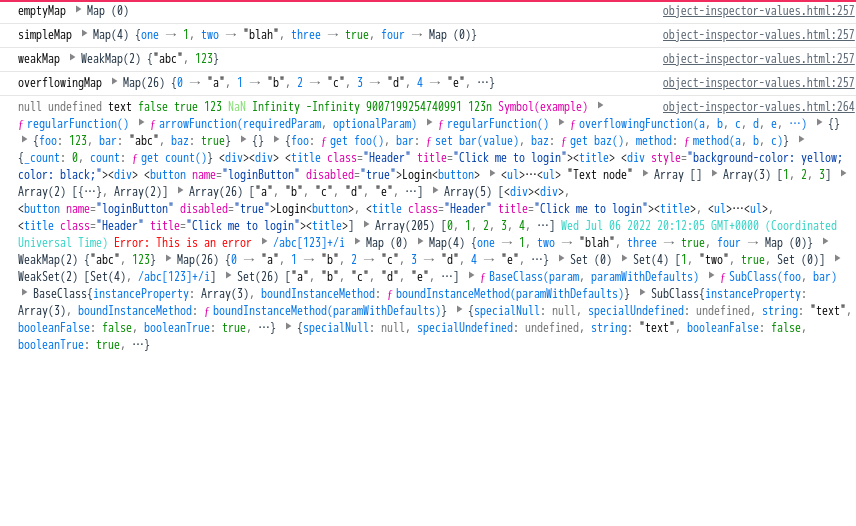 emptyMap ▶ Map (0) object-inspector-values.html:257
simpleMap ▶ Map(4) {one → 1, two → "blah", three → true, four → Map (0)} object-inspector-values.html:257
weakMap ▶ WeakMap(2) {"abc", 123} object-inspector-values.html:257
overflowingMap ▶ Map(26) {0 → "a", 1 → "b", 2 → "c", 3 → "d", 4 → "e", …} object-inspector-values.html:257
null undefined text false true 123 NaN Infinity -Infinity 9007199254740991 123n Symbol(example) ▶ object-inspector-values.html:264
ƒ regularFunction() ▶ ƒ arrowFunction(requiredParam, optionalParam) ▶ ƒ regularFunction() ▶ ƒ overflowingFunction(a, b, c, d, e, …) ▶ {}
▶ {foo: 123, bar: "abc", baz: true} ▶ {} ▶ {foo: ƒ get foo(), bar: ƒ set bar(value), baz: ƒ get baz(), method: ƒ method(a, b, c)} ▶
{_count: 0, count: ƒ get count()} <div><div> <title class="Header" title="Click me to login"><title> <div style="background-color: yellow;
color: black;"><div> <button name="loginButton" disabled="true">Login<button> ▶ <ul>…<ul> "Text node" ▶ Array [] ▶ Array(3) [1, 2, 3] ▶
Array(2) [{…}, Array(2)] ▶ Array(26) ["a", "b", "c", "d", "e", …] ▶ Array(5) [<div><div>,
<button name="loginButton" disabled="true">Login<button>, <title class="Header" title="Click me to login"><title>, <ul>…<ul>,
<title class="Header" title="Click me to login"><title>] ▶ Array(205) [0, 1, 2, 3, 4, …] Wed Jul 06 2022 20:12:05 GMT+0000 (Coordinated
Universal Time) Error: This is an error ▶ /abc[123]+/i ▶ Map (0) ▶ Map(4) {one → 1, two → "blah", three → true, four → Map (0)} ▶
WeakMap(2) {"abc", 123} ▶ Map(26) {0 → "a", 1 → "b", 2 → "c", 3 → "d", 4 → "e", …} ▶ Set (0) ▶ Set(4) [1, "two", true, Set (0)] ▶
WeakSet(2) [Set(4), /abc[123]+/i] ▶ Set(26) ["a", "b", "c", "d", "e", …] ▶ ƒ BaseClass(param, paramWithDefaults) ▶ ƒ SubClass(foo, bar)
▶ BaseClass{instanceProperty: Array(3), boundInstanceMethod: ƒ boundInstanceMethod(paramWithDefaults)} ▶ SubClass{instanceProperty:
Array(3), boundInstanceMethod: ƒ boundInstanceMethod(paramWithDefaults)} ▶ {specialNull: null, specialUndefined: undefined, string: "text",
booleanFalse: false, booleanTrue: true, …} ▶ {specialNull: null, specialUndefined: undefined, string: "text", booleanFalse: false,
booleanTrue: true, …}